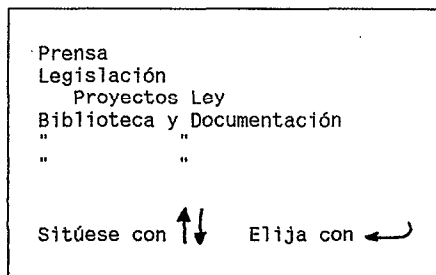 Prensa
Legislación
Proyectos Ley
Biblioteca y Documentación
" "
" "
Sitúese con ↑↓ Elija con ↵